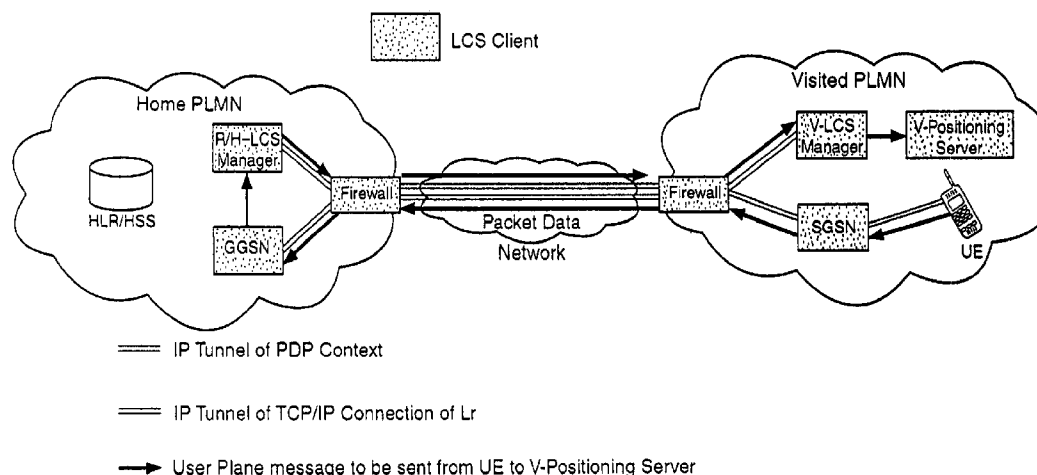 LCS Client
Home PLMN
R/H-LCS
Manager
HLR/HSS
GGSN
Firewall
Packet Data
Network
Visited PLMN
V-LCS
Manager
V-Positioning
Server
Firewall
SGSN
UE
IP Tunnel of PDP Context
IP Tunnel of TCP/IP Connection of Lr
User Plane message to be sent from UE to V-Positioning Server